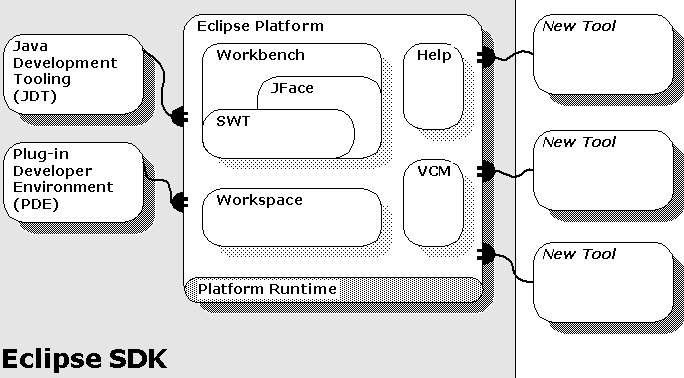 Eclipse Platform
Java
Development
Tooling
(JDT)
Plug-in
Developer
Environment
(PDE)
Workbench
JFace
SWT
Workspace
Help
VCM
Platform Runtime
New Tool
New Tool
New Tool
Eclipse SDK